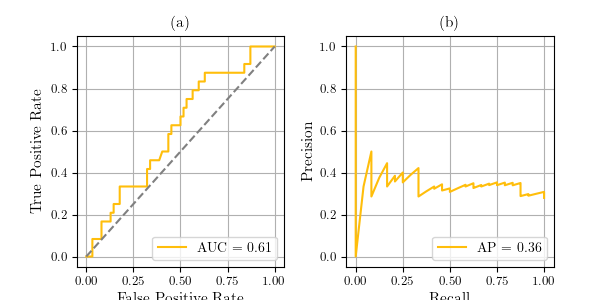 (a)
(b)
True Positive Rate
1.0
0.8
0.6
0.4
0.2
0.0
AUC = 0.61
0.00 0.25 0.50 0.75 1.00
False Positive Rate
Precision
1.0
0.8
0.6
0.4
0.2
0.0
AP = 0.36
0.00 0.25 0.50 0.75 1.00
Recall